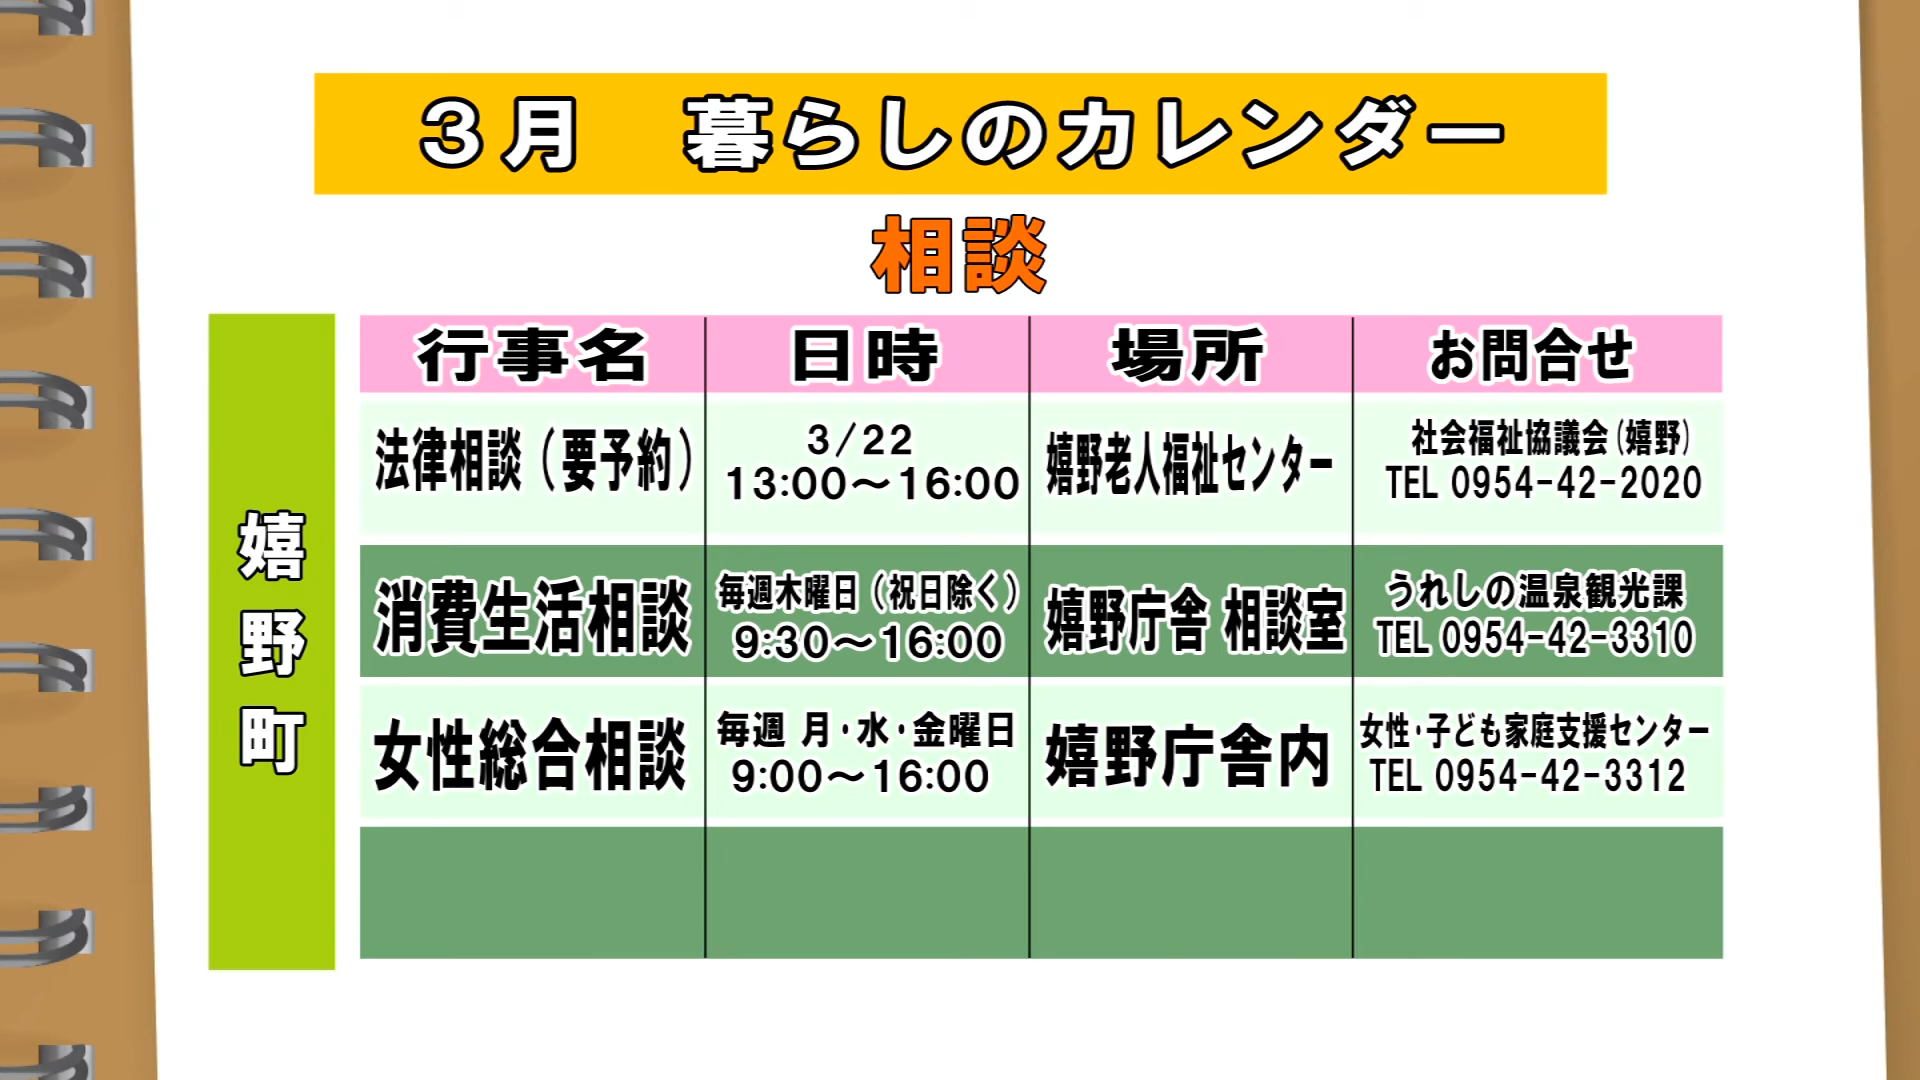 3月　暮らしのカレンダー
相談
嬉野町
行事名 日時 場所 お問合せ
法律相談（要予約）
3/22
13:00～16:00
嬉野老人福祉センター
社会福祉協議会(嬉野)
TEL 0954-42-2020
消費生活相談
毎週木曜日（祝日除く）
9:30～16:00
嬉野庁舎 相談室
うれしの温泉観光課
TEL 0954-42-3310
女性総合相談
毎週 月・水・金曜日
9:00～16:00
嬉野庁舎内
女性・子ども家庭支援センター
TEL 0954-42-3312